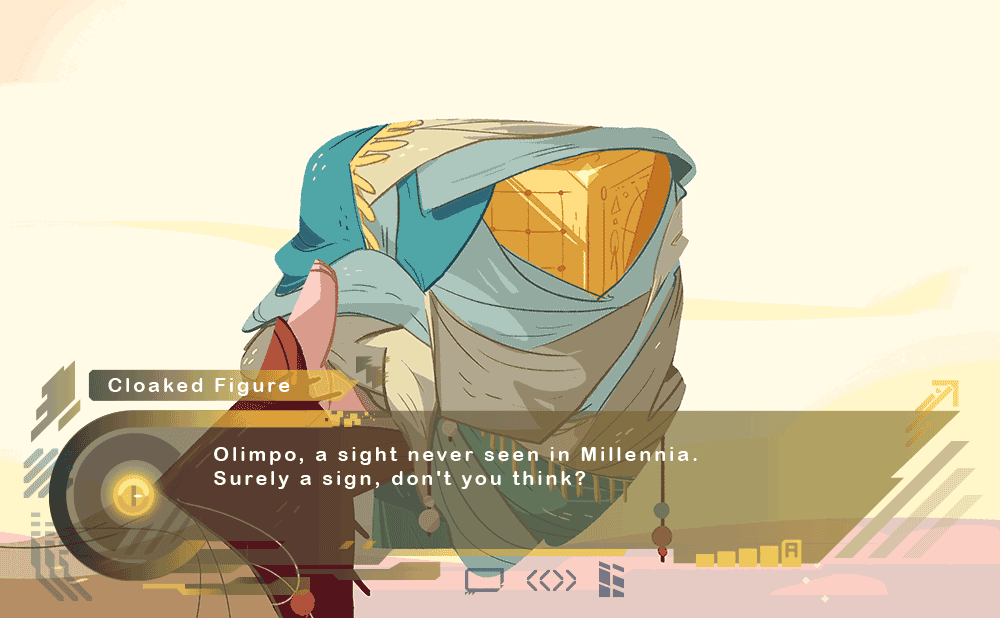 Cloaked Figure
Olimpo, a sight never seen in Millennia.
Surely a sign, don't you think?
A